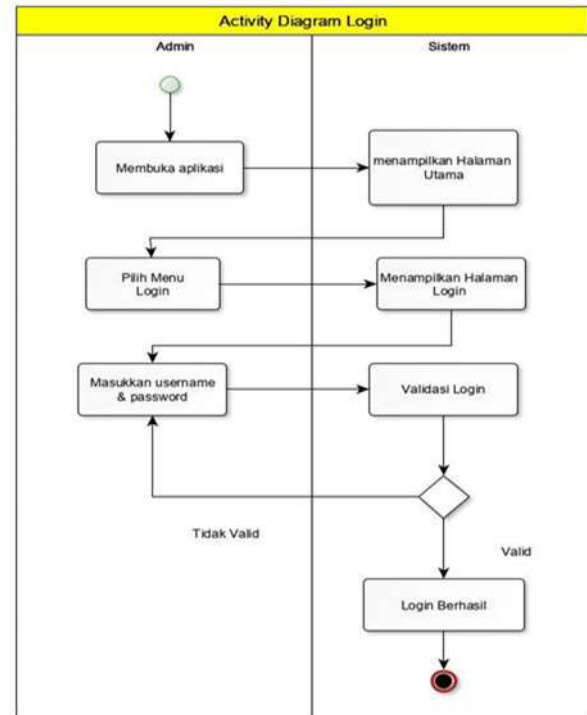 Activity Diagram Login
Admin
Sistem
Membuka aplikasi
menampilkan Halaman
Utama
Pilih Menu
Login
Menampilkan Halaman
Login
Masukkan username
& password
Validasi Login
Tidak Valid
Valid
Login Berhasil